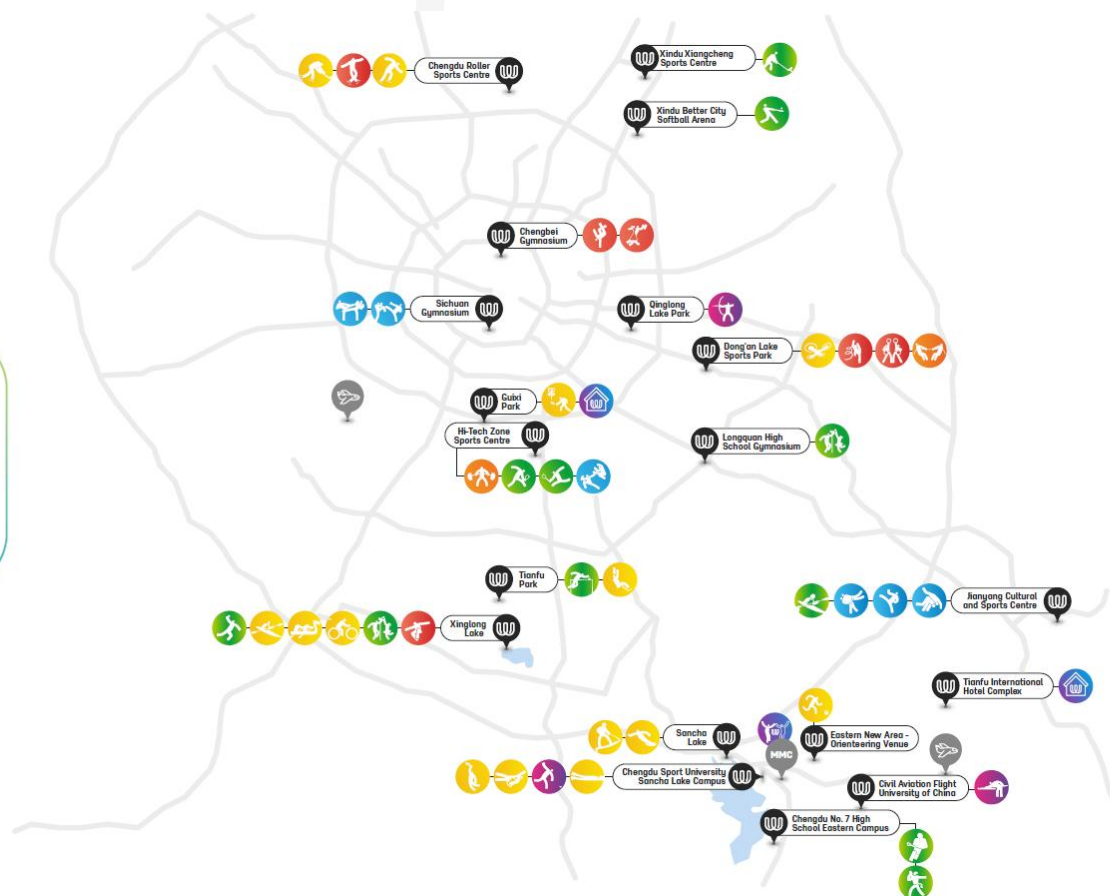 Chengdu Roller
Sports Centre
Xindu Xiangcheng
Sports Centre
Xindu Better City
Softball Arena
Chengbei
Gymnasium
Sichuan
Gymnasium
Qinglong
Lake Park
Dong'an Lake
Sports Park
Guixi
Park
Hi-Tech Zone
Sports Centre
Longquan High
School Gymnasium
Tianfu
Park
Jianyang Cultural
and Sports Centre
Xinglong
Lake
Tianfu International
Hotel Complex
Sancha
Lake
MMC
Eastern New Area -
Orienteering Venue
Chengdu Sport University
Sancha Lake Campus
Civil Aviation Flight
University of China
Chengdu No. 7 High
School Eastern Campus